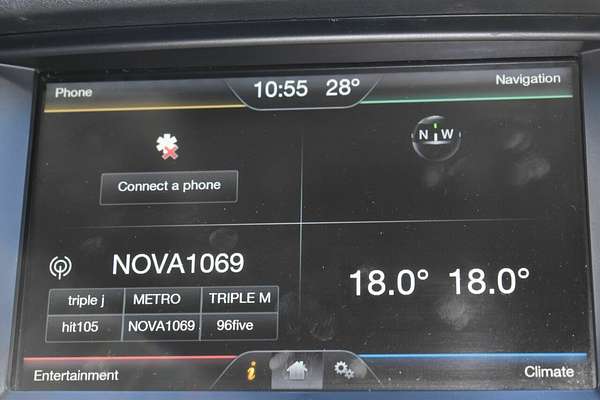 Phone
10:55 28°
Navigation
N W
Connect a phone
NOVA1069
triple j METRO TRIPLE M
hit105 NOVA1069 96five
18.0° 18.0°
Entertainment
i
Climate